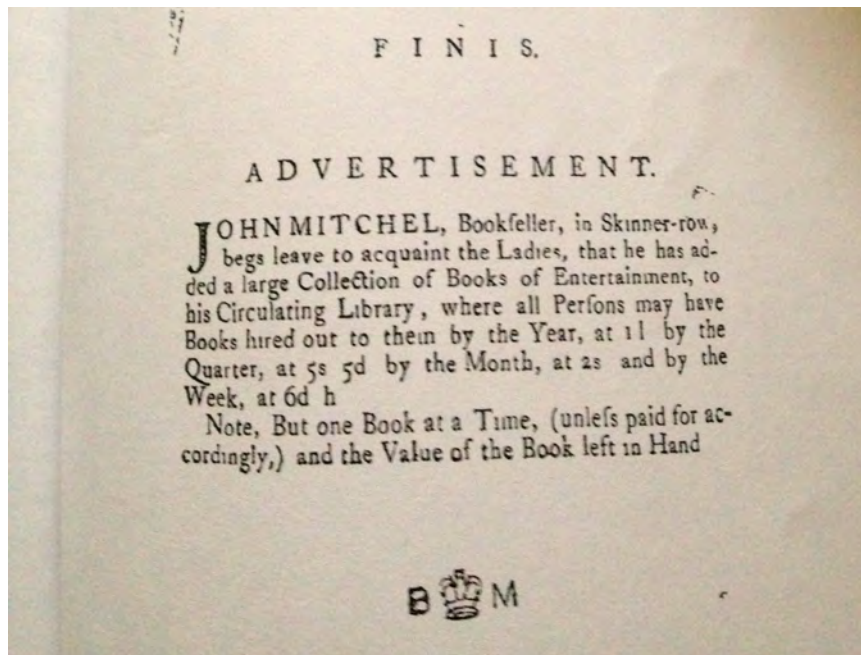 FINIS.
ADVERTISEMENT.
JOHN MITCHEL, Bookſeller, in Skinner-row,
begs leave to acquaint the Ladies, that he has ad-
ded a large Collection of Books of Entertainment, to
his Circulating Library, where all Perſons may have
Books hired out to them by the Year, at 1l by the
Quarter, at 5s 5d by the Month, at 2s and by the
Week, at 6d h
Note, But one Book at a Time, (unleſs paid for ac-
cordingly,) and the Value of the Book left in Hand
B M